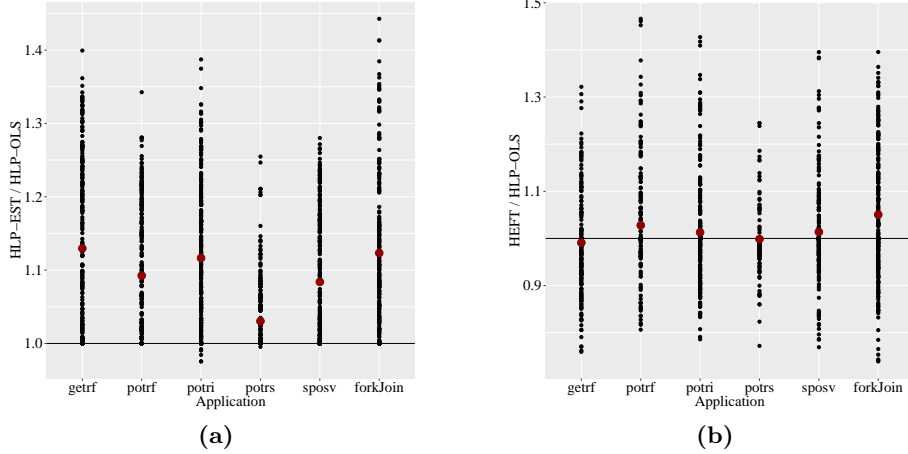 HLP−EST / HLP−OLS
1.4
1.3
1.2
1.1
1.0
getrf potrf potri potrs sposv forkJoin
Application
(a)
HEFT / HLP−OLS
1.5
1.3
1.1
0.9
getrf potrf potri potrs sposv forkJoin
Application
(b)